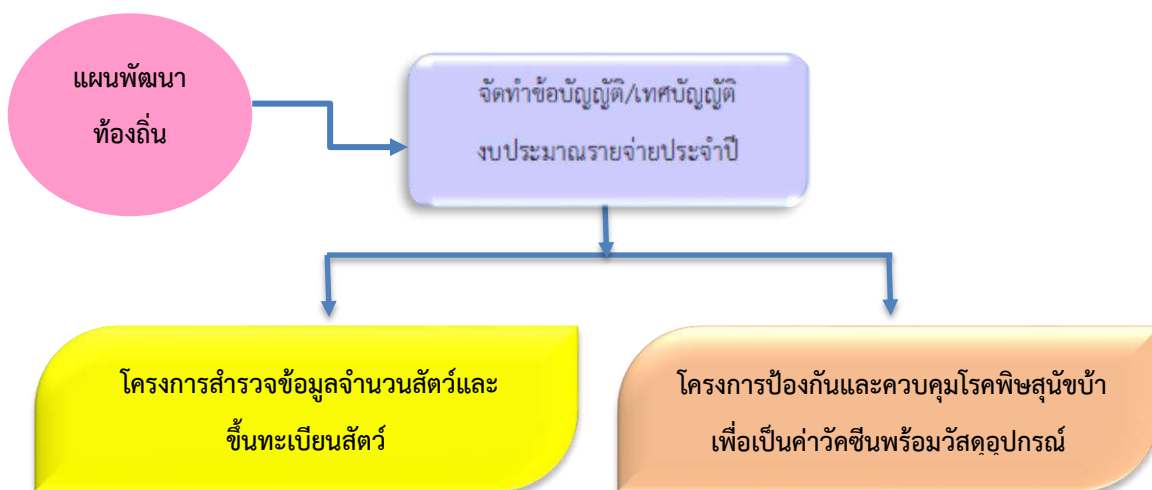 แผนพัฒนา
ท้องถิ่น
จัดทำข้อบัญญัติ/เทศบัญญัติ
งบประมาณรายจ่ายประจำปี
โครงการสำรวจข้อมูลจำนวนสัตว์และ
ขึ้นทะเบียนสัตว์
โครงการป้องกันและควบคุมโรคพิษสุนัขบ้า
เพื่อเป็นค่าวัคซีนพร้อมวัสดุอุปกรณ์